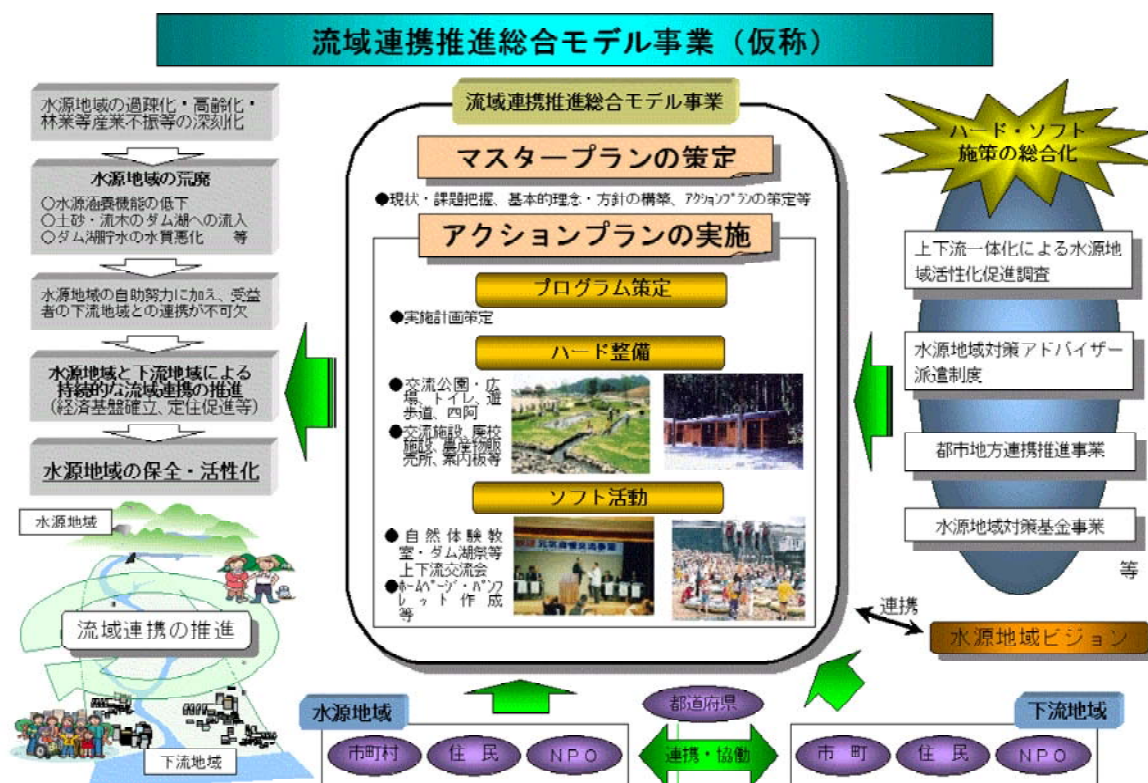 流域連携推進総合モデル事業（仮称）
水源地域の過疎化・高齢化・
林業等産業不振等の深刻化
水源地域の荒廃
○水源涵養機能の低下
○土砂・流木のダム湖への流入
○ダム湖貯水の水質悪化　等
水源地域の自助努力に加え、受益
者の下流地域との連携が不可欠
水源地域と下流地域による
持続的な流域連携の推進
（経済基盤確立、定住促進等）
水源地域の保全・活性化
水源地域
流域連携の推進
下流地域
流域連携推進総合モデル事業
マスタープランの策定
●現状・課題把握、基本的理念・方針の構築、ｱｸｼｮﾝﾌﾟﾗﾝの策定等
アクションプランの実施
プログラム策定
●実施計画策定
ハード整備
●交流公園・広
場、トイレ、遊
歩道、四阿
●交流施設、廃校
施設、農産物販
売所、案内板等
ソフト活動
●自然体験教
室・ダム湖祭等
上下流交流会
●ﾎｰﾑﾍﾟｰｼﾞ・ﾊﾟﾝﾌ
レット作成
等
ハード・ソフト
施策の総合化
上下流一体化による水源地
域活性化促進調査
水源地域対策アドバイザー
派遣制度
都市地方連携推進事業
水源地域対策基金事業
等
連携
水源地域ビジョン
水源地域
市町村
住民
NPO
都道府県
連携・協働
下流地域
市町
住民
NPO